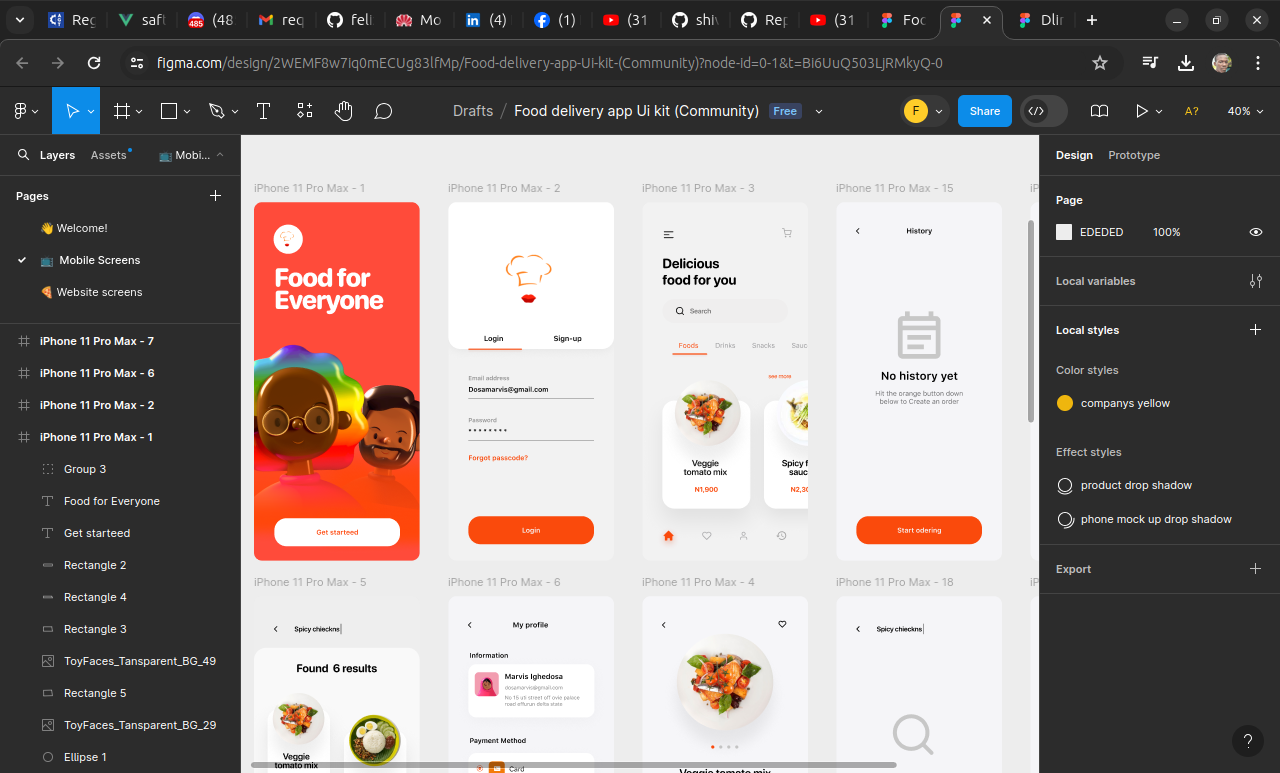 Reg
safl
485
(48
req
feli
Mo
(4)
(1)
(31
shiv
Rep
(31
Foo
Dlin
figma.com/design/2WEMF8w7Iq0mECUg83lfMp/Food-delivery-app-Ui-kit-(Community)?node-id=0-1&t=BI6UuQ503LJRMkyQ-0
Drafts / Food delivery app Ui kit (Community) Free
F
Share
A?
40%
Layers
Assets
Mobi...
Pages
Welcome!
Mobile Screens
Website screens
iPhone 11 Pro Max - 7
iPhone 11 Pro Max - 6
iPhone 11 Pro Max - 2
iPhone 11 Pro Max - 1
Group 3
Food for Everyone
Get starteed
Rectangle 2
Rectangle 4
Rectangle 3
ToyFaces_Tansparent_BG_49
Rectangle 5
ToyFaces_Tansparent_BG_29
Ellipse 1
iPhone 11 Pro Max - 1
Food for
Everyone
Get starteed
iPhone 11 Pro Max - 2
Login
Sign-up
Email address
Dosamarvis@gmail.com
Password
Forgot passcode?
Login
iPhone 11 Pro Max - 3
Delicious
food for you
Search
Foods
Drinks
Snacks
Sauc
see more
Veggie
tomato mix
N1,900
Spicy f
sauc
N2,30
iPhone 11 Pro Max - 15
History
No history yet
Hit the orange button down
below to Create an order
Start odering
iP
iPhone 11 Pro Max - 5
Spicy chieckns
Found 6 results
Veggie
tomato mix
iPhone 11 Pro Max - 6
My profile
Information
Marvis Ighedosa
dosamarvis@gmail.com
No 15 uti street off ovie palace
road effurun delta state
Payment Method
Card
iPhone 11 Pro Max - 4
Veggie tomato mix
iPhone 11 Pro Max - 18
Spicy chieckns
iP
Design
Prototype
Page
EDEDED
100%
Local variables
Local styles
Color styles
companys yellow
Effect styles
product drop shadow
phone mock up drop shadow
Export
?